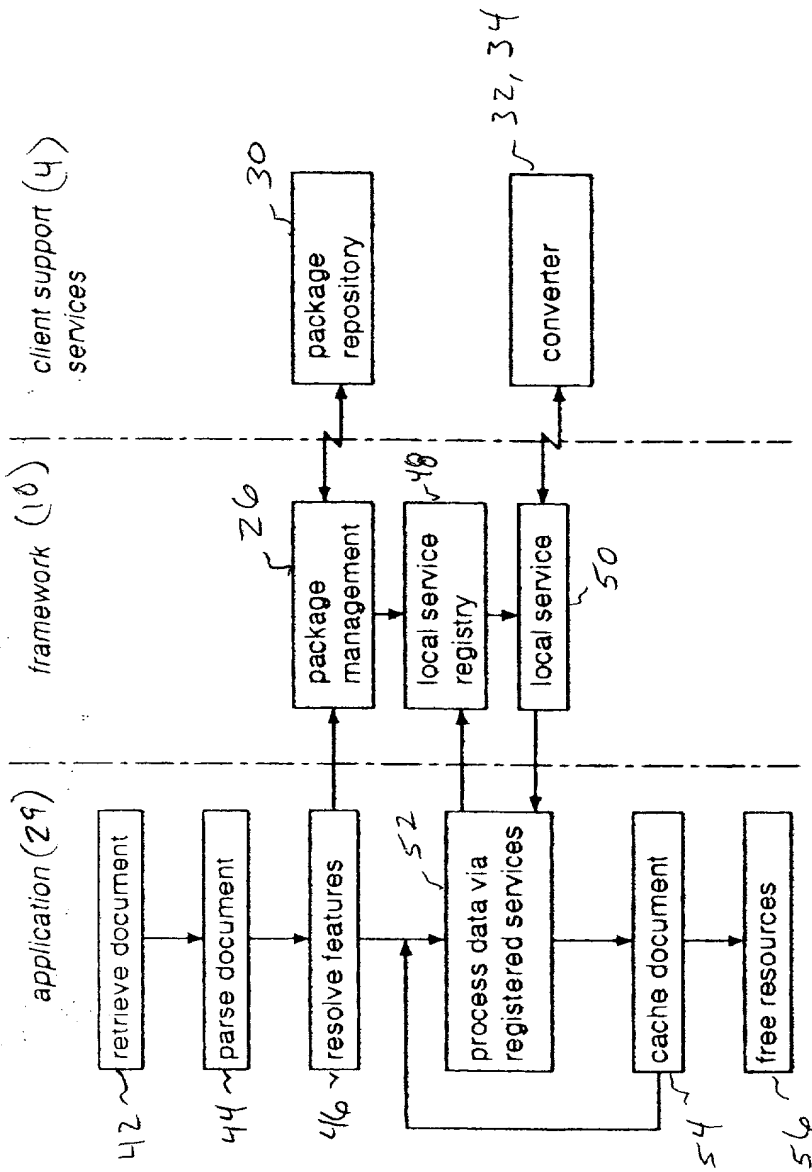 application (29)
framework (10)
client support (4)
services
42
retrieve document
44
parse document
46
resolve features
26
package
management
30
package
repository
48
local service
registry
52
process data via
registered services
local service
50
converter
32, 34
cache document
54
free resources
56